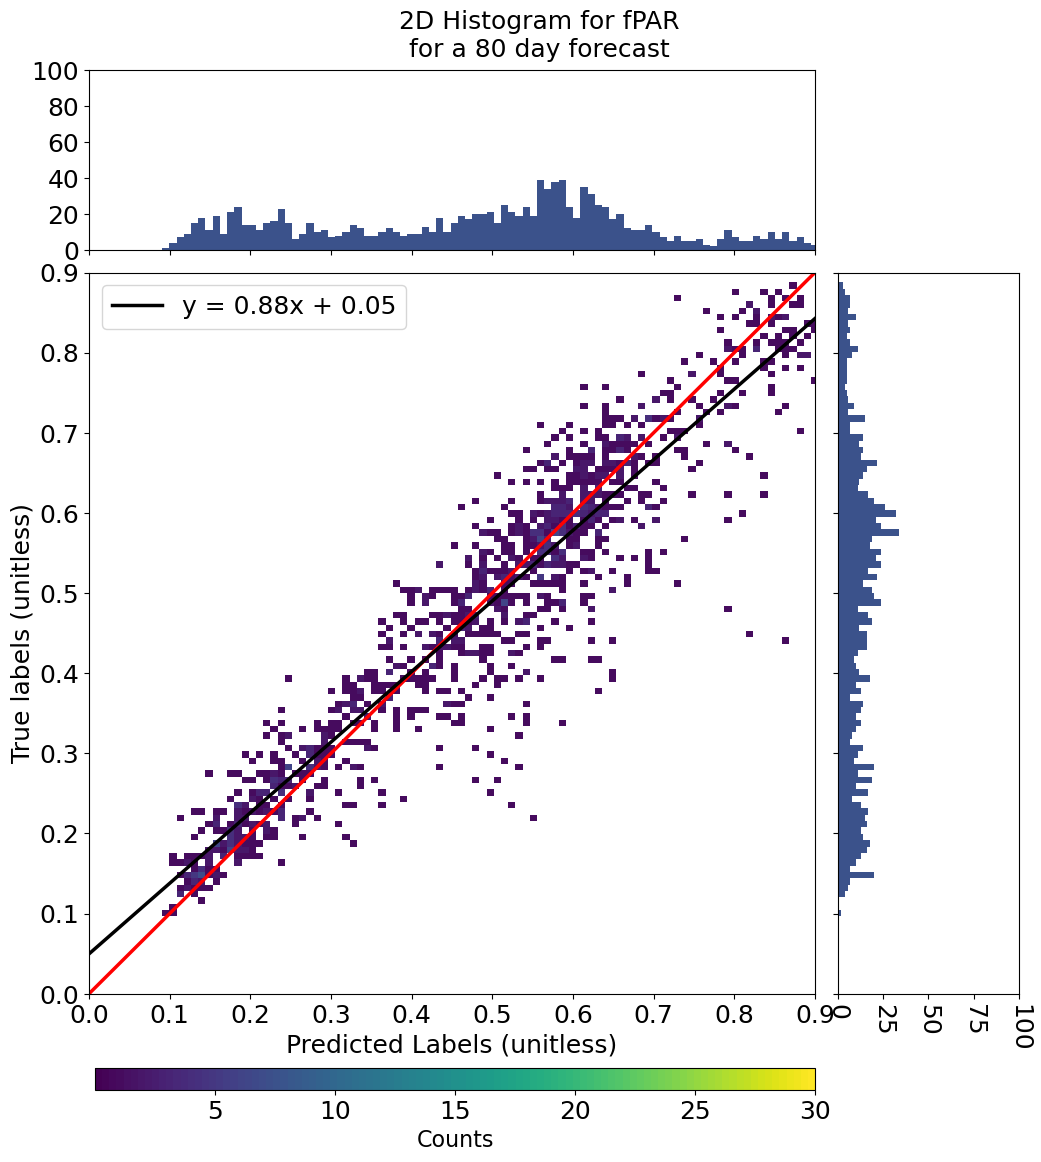 2D Histogram for fPAR
for a 80 day forecast
100
80
60
40
20
0
0.9
0.8
0.7
0.6
0.5
0.4
0.3
0.2
0.1
0.0
True labels (unitless)
y = 0.88x + 0.05
0.0 0.1 0.2 0.3 0.4 0.5 0.6 0.7 0.8 0.9
Predicted Labels (unitless)
0 25 50 75 100
5 10 15 20 25 30
Counts